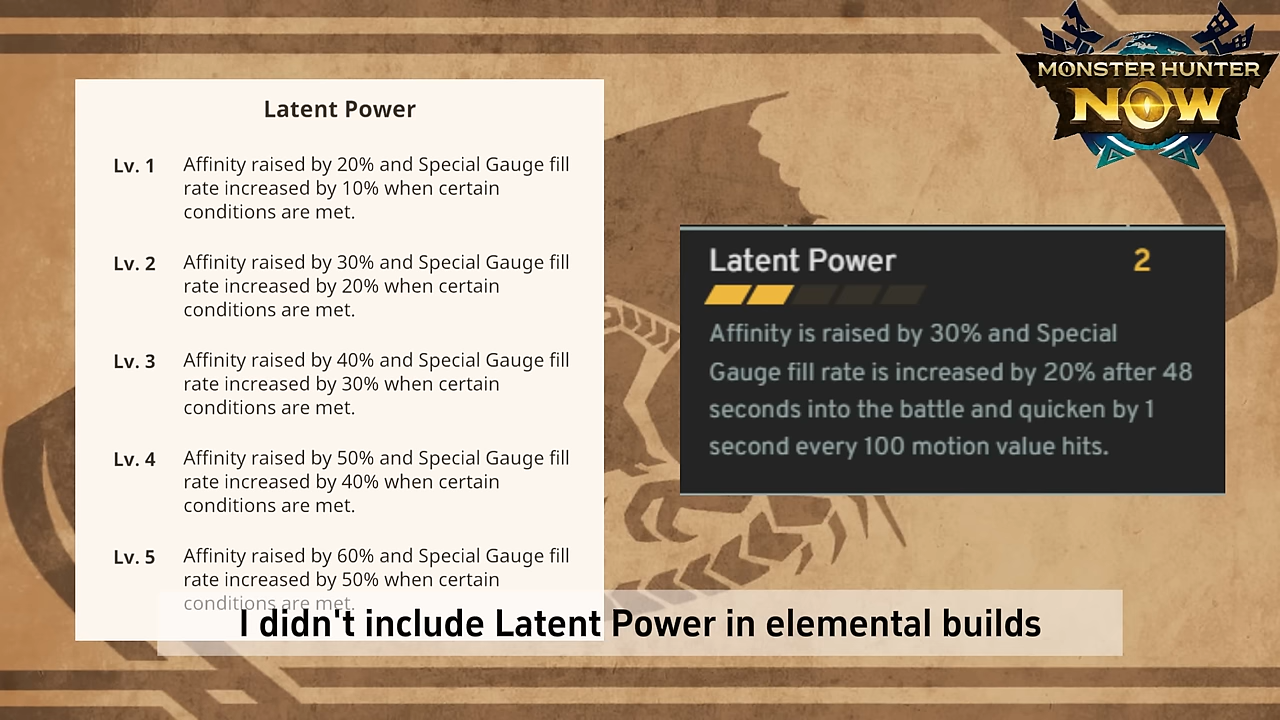 MONSTER HUNTER
NOW
Latent Power
Lv. 1 Affinity raised by 20% and Special Gauge fill
rate increased by 10% when certain
conditions are met.
Lv. 2 Affinity raised by 30% and Special Gauge fill
rate increased by 20% when certain
conditions are met.
Lv. 3 Affinity raised by 40% and Special Gauge fill
rate increased by 30% when certain
conditions are met.
Lv. 4 Affinity raised by 50% and Special Gauge fill
rate increased by 40% when certain
conditions are met.
Lv. 5 Affinity raised by 60% and Special Gauge fill
rate increased by 50% when certain
conditions are met.
Latent Power 2
Affinity is raised by 30% and Special
Gauge fill rate is increased by 20% after 48
seconds into the battle and quicken by 1
second every 100 motion value hits.
I didn't include Latent Power in elemental builds